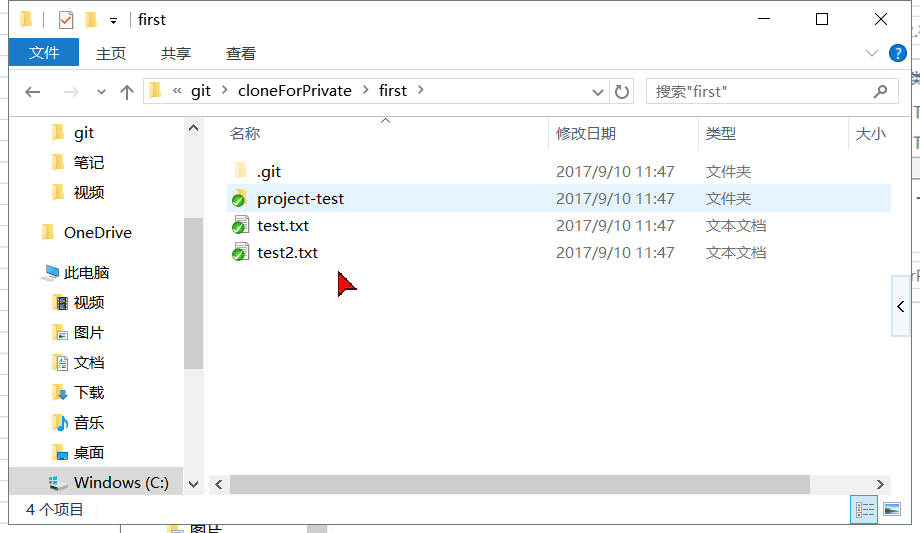 first
文件 主页 共享 查看
« git > cloneForPrivate > first > 搜索"first"
名称 修改日期 类型 大小
git
笔记
视频
OneDrive
此电脑
视频
图片
文档
下载
音乐
桌面
Windows (C:)
.git 2017/9/10 11:47 文件夹
project-test 2017/9/10 11:47 文件夹
test.txt 2017/9/10 11:47 文本文档
test2.txt 2017/9/10 11:47 文本文档
4 个项目
图片